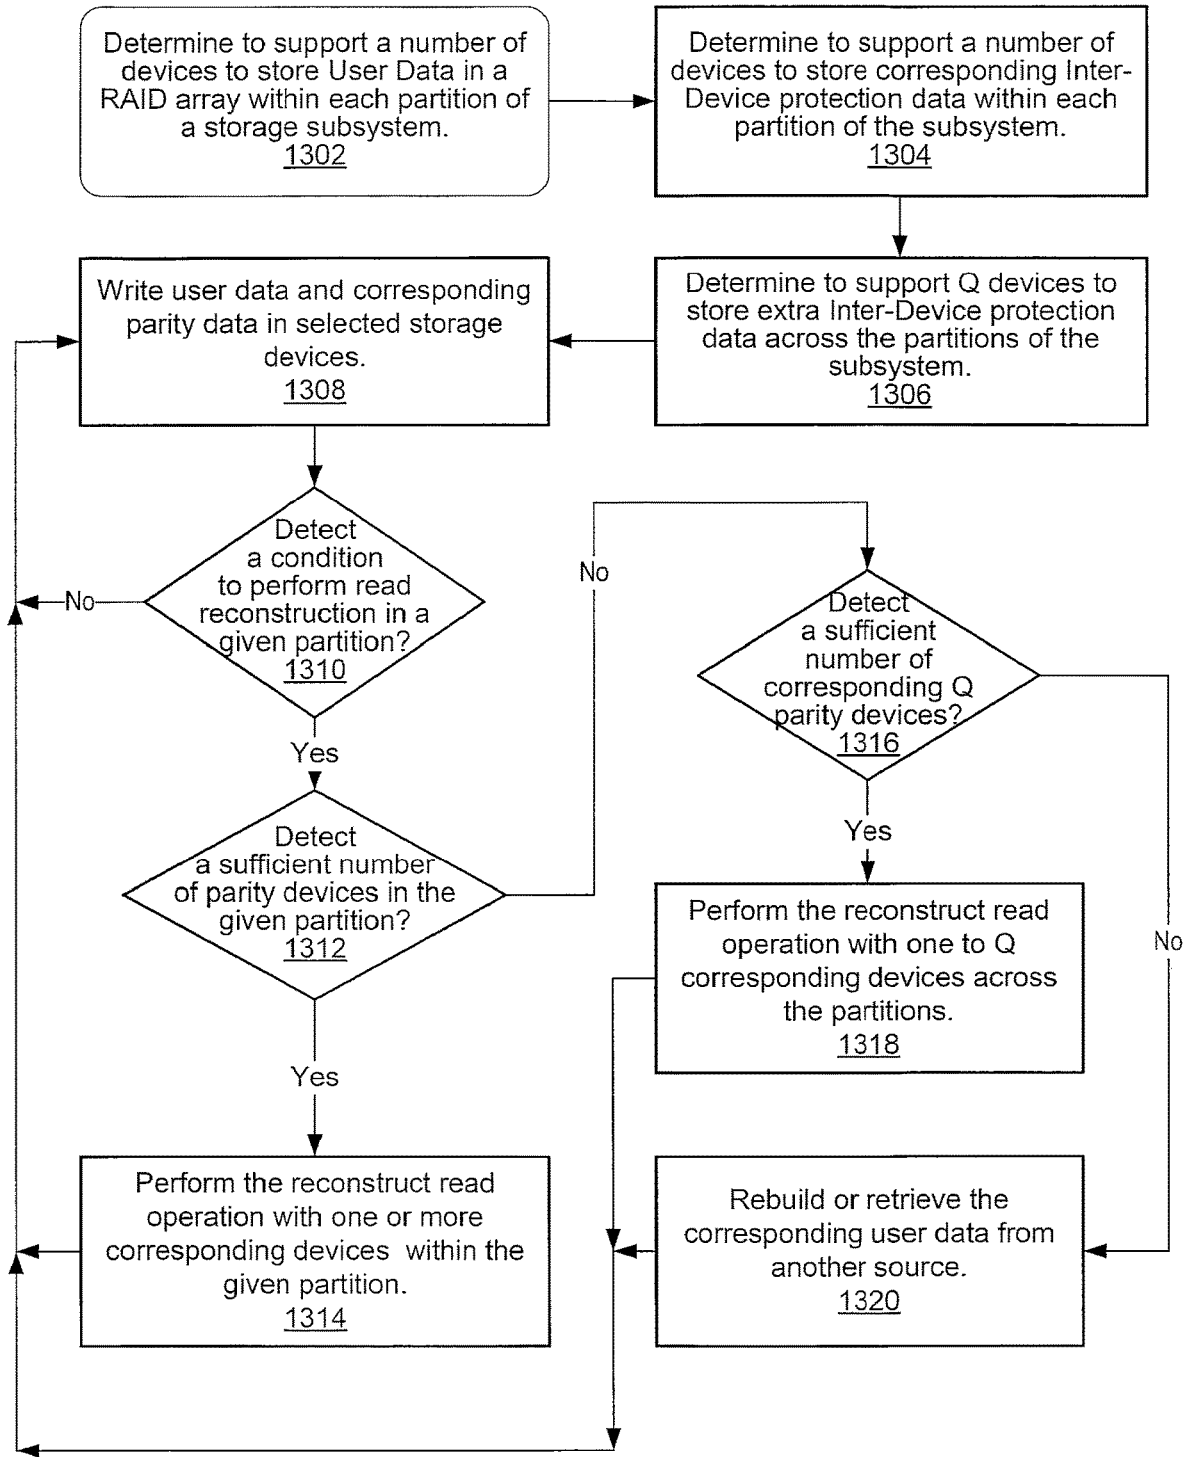 Determine to support a number of
devices to store User Data in a
RAID array within each partition of
a storage subsystem.
1302
Determine to support a number of
devices to store corresponding Inter-
Device protection data within each
partition of the subsystem.
1304
Write user data and corresponding
parity data in selected storage
devices.
1308
Determine to support Q devices to
store extra Inter-Device protection
data across the partitions of the
subsystem.
1306
Detect
a condition
to perform read
reconstruction in a
given partition?
1310
No
Yes
No
Detect
a sufficient
number of
corresponding Q
parity devices?
1316
Detect
a sufficient number
of parity devices in the
given partition?
1312
Yes
Perform the reconstruct read
operation with one to Q
corresponding devices across
the partitions.
1318
No
Yes
Perform the reconstruct read
operation with one or more
corresponding devices within the
given partition.
1314
Rebuild or retrieve the
corresponding user data from
another source.
1320